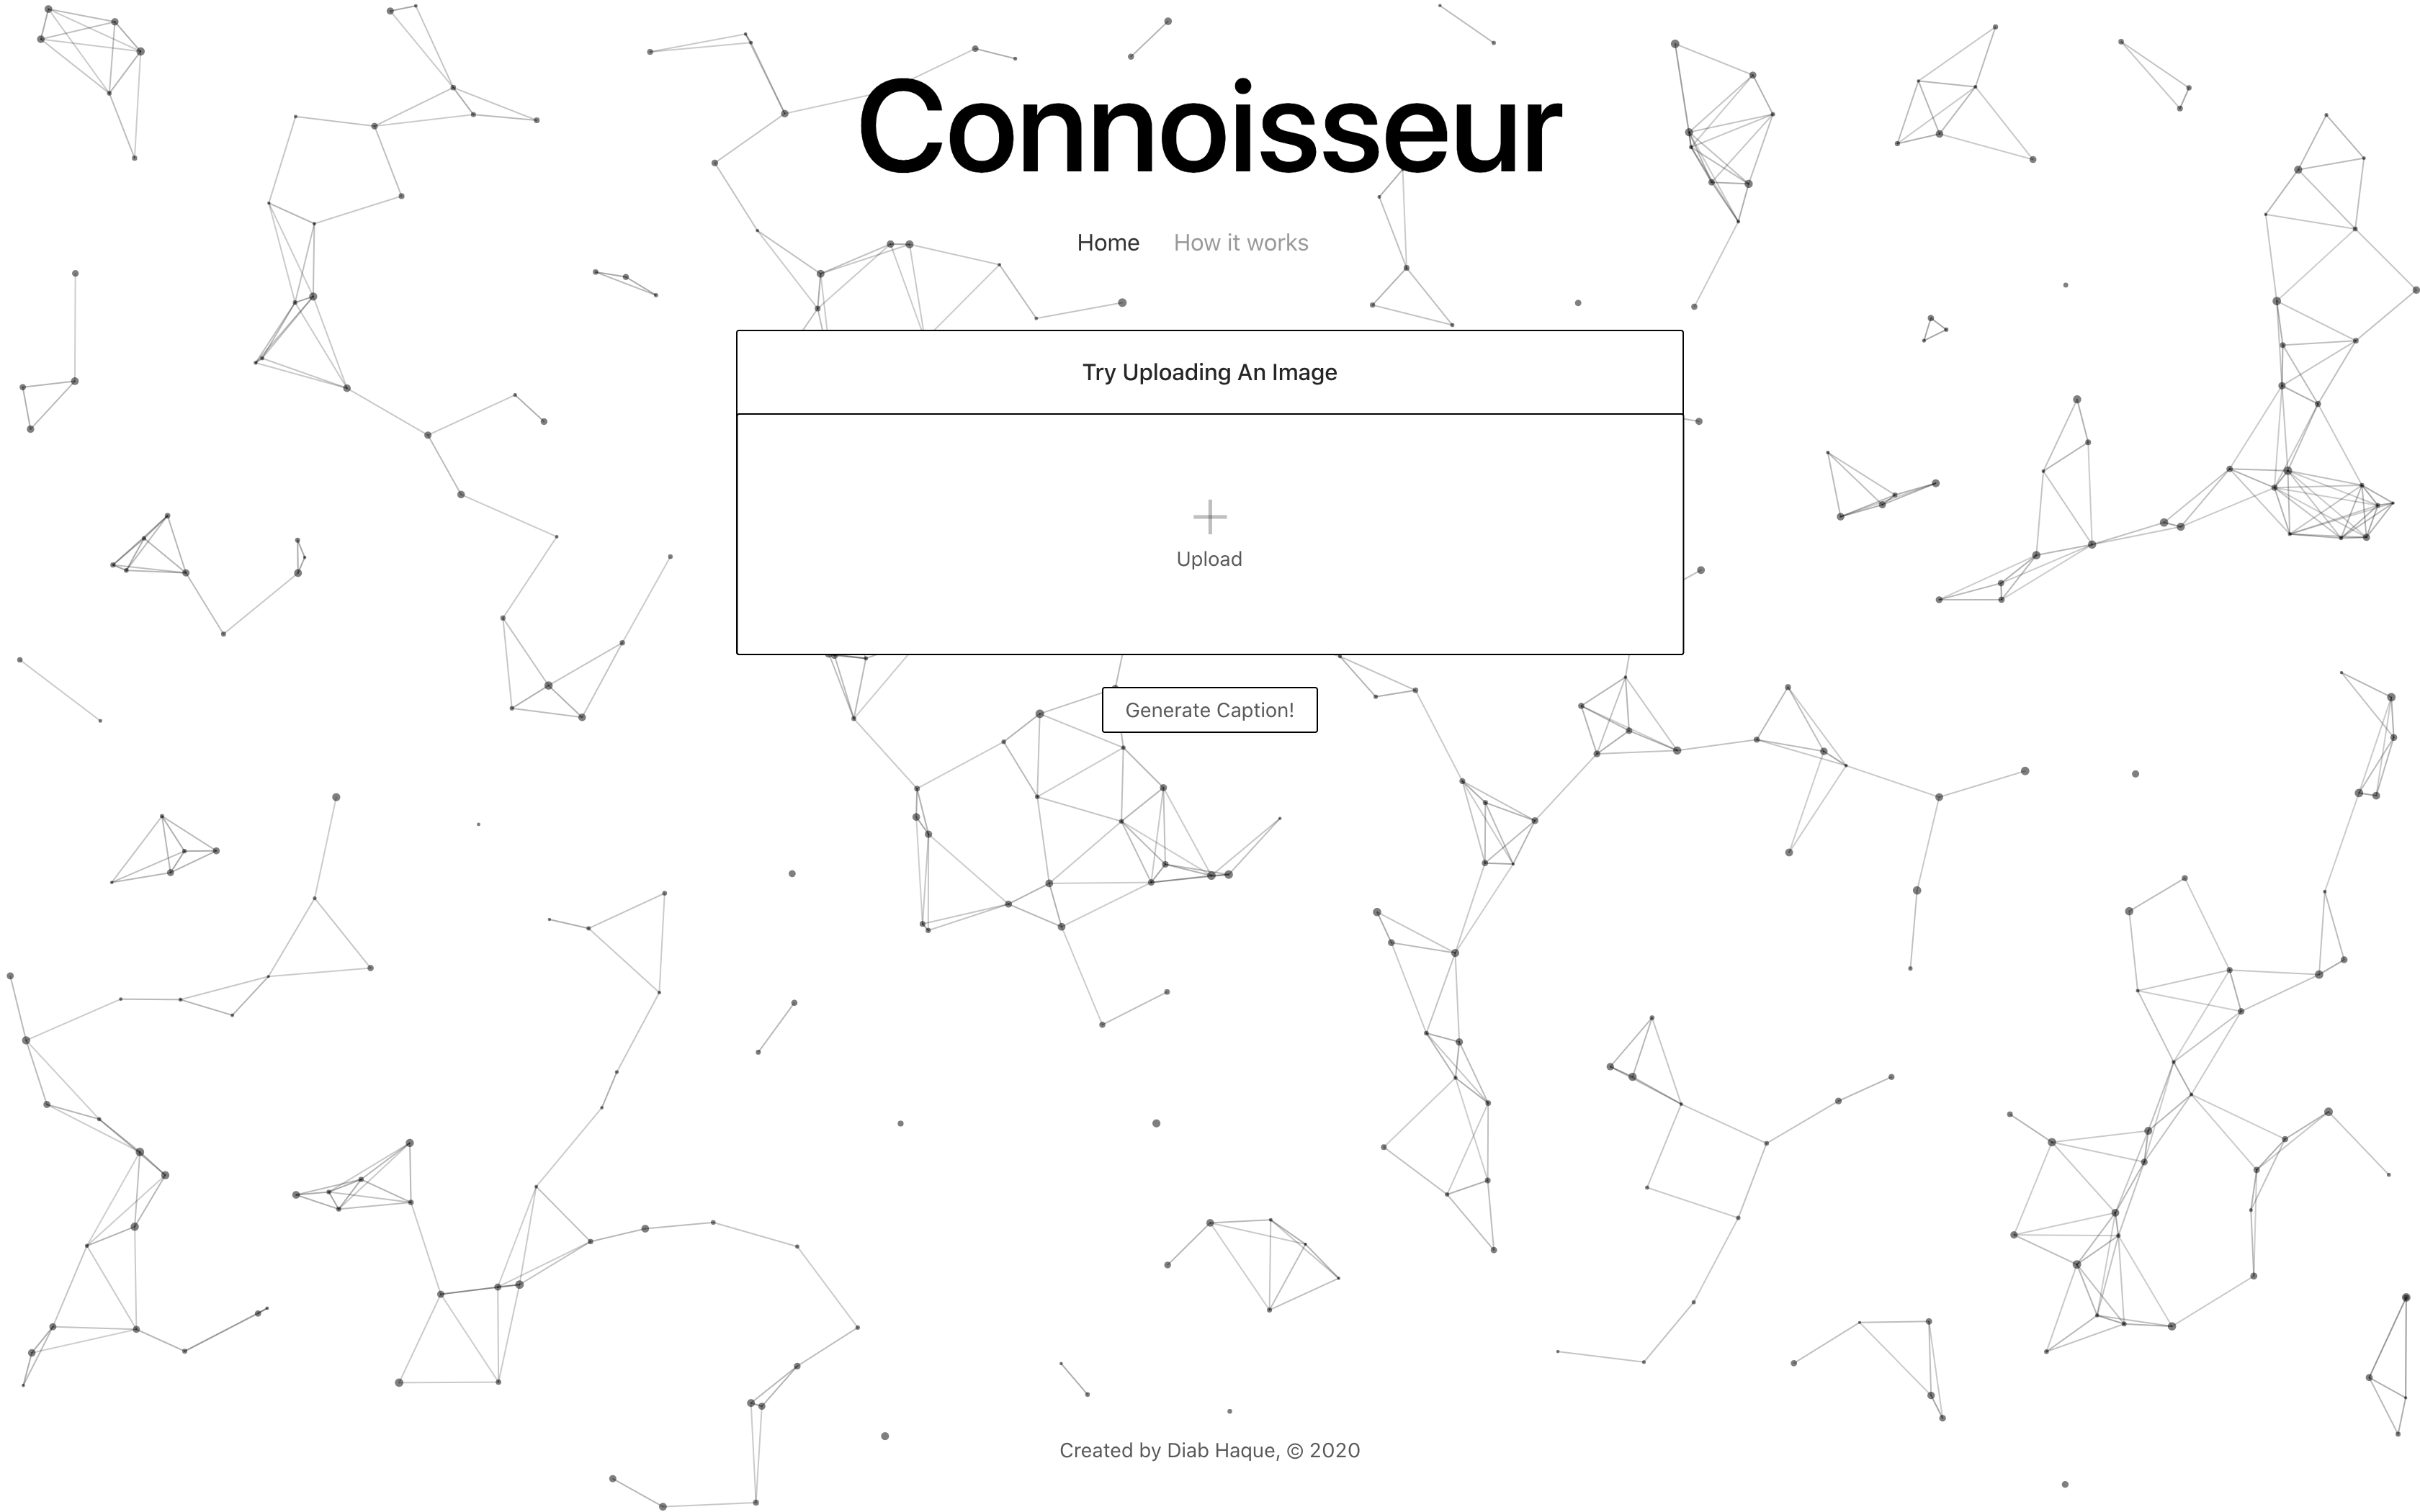 Connoisseur
Home How it works
Try Uploading An Image
Upload
Generate Caption!
Created by Diab Haque, © 2020